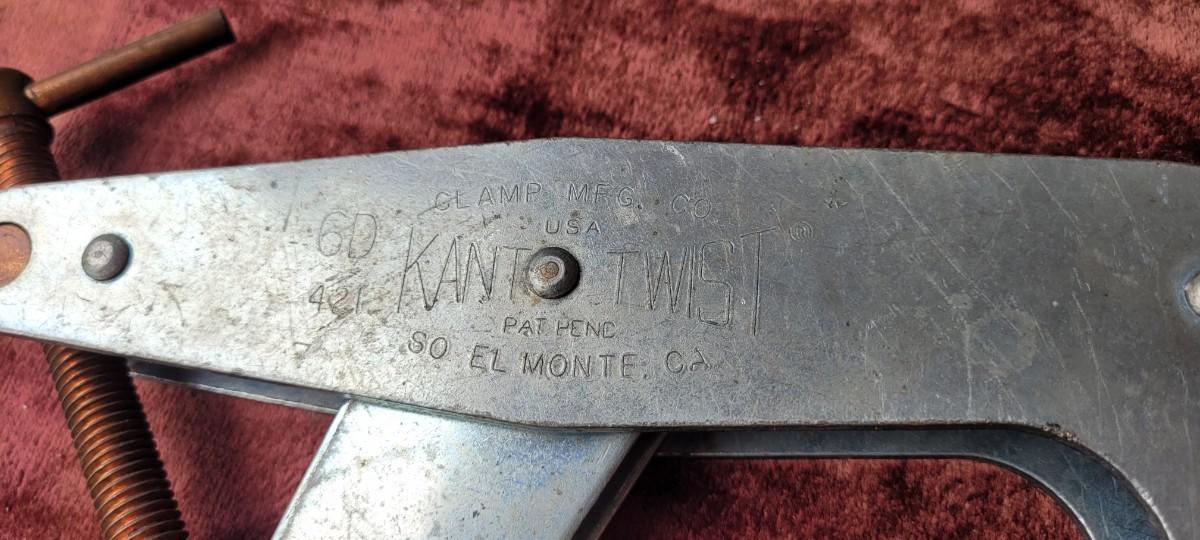 CLAMP MFG. CO.
USA
6D KANT TWIST ®
421
PAT PEND
SO EL MONTE, CA.